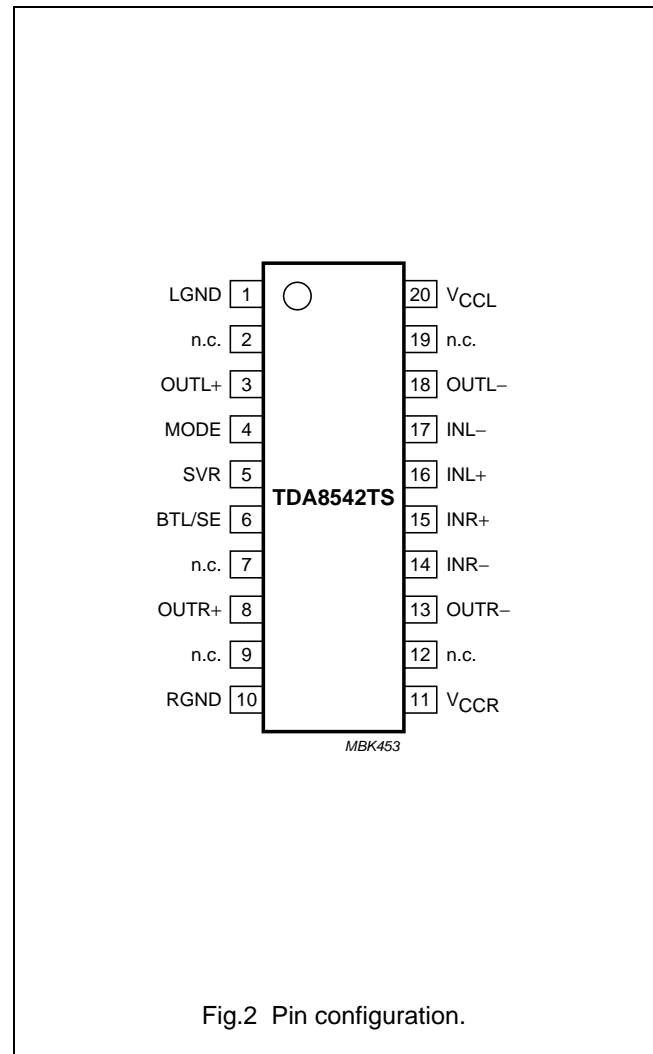 LGND 1 20 VCCL
n.c. 2 19 n.c.
OUTL+ 3 18 OUTL−
MODE 4 17 INL−
SVR 5 16 INL+
TDA8542TS
BTL/SE 6 15 INR+
n.c. 7 14 INR−
OUTR+ 8 13 OUTR−
n.c. 9 12 n.c.
RGND 10 11 VCCR
MBK453
Fig.2 Pin configuration.